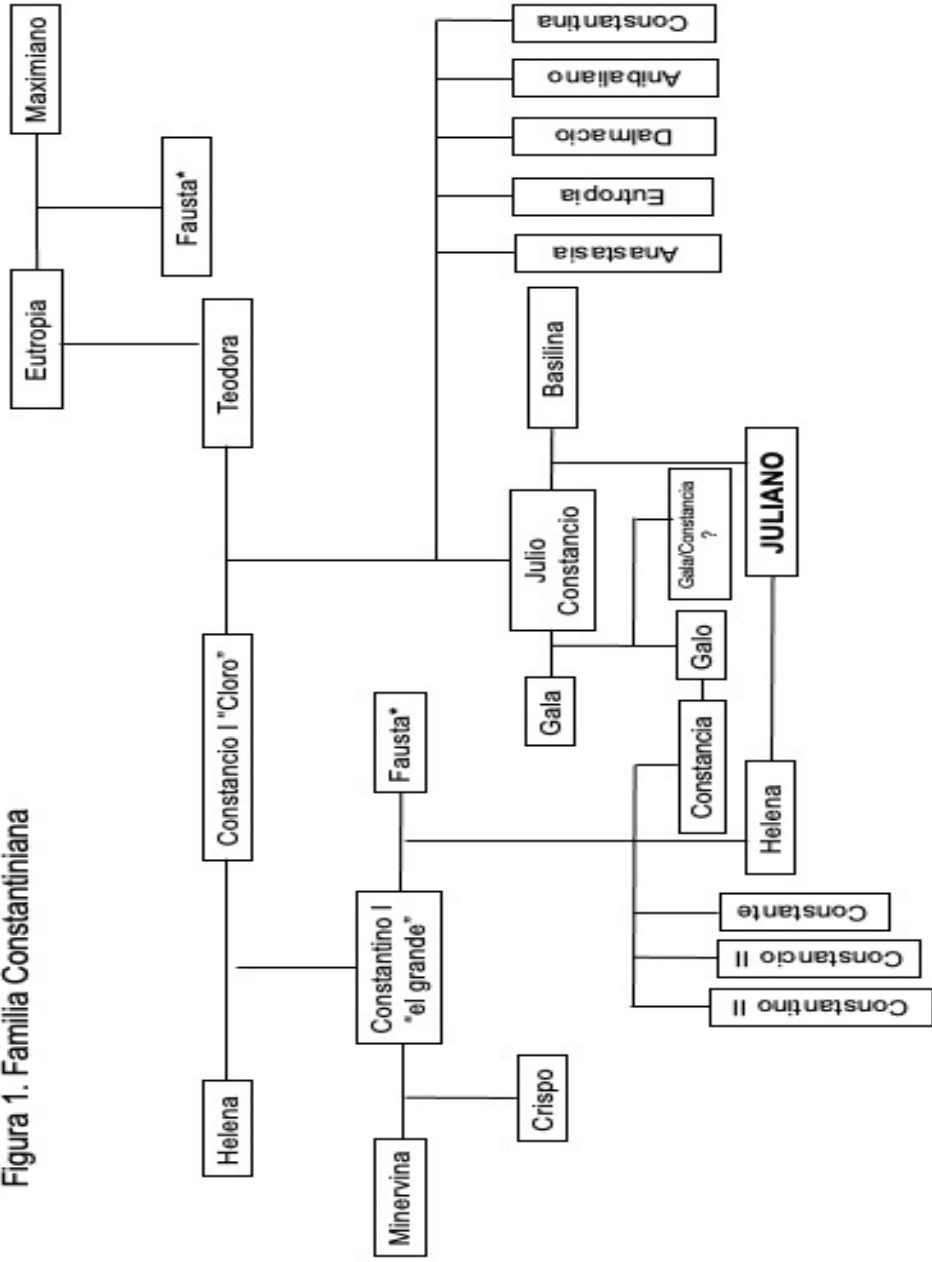 Figura 1. Familia Constantiniana
Eutropia
Maximiano
Fausta*
Helena
Constancio I "Cloro"
Teodora
Minervina
Constantino I
"el grande"
Fausta*
Crispo
Gala
Julio
Constancio
Basilina
Anastasia
Eutropia
Dalmacio
Anibaliano
Constantina
Constantino II
Constancio II
Constante
Helena
Constancia
Galo
Gala/Constancia
?
JULIANO